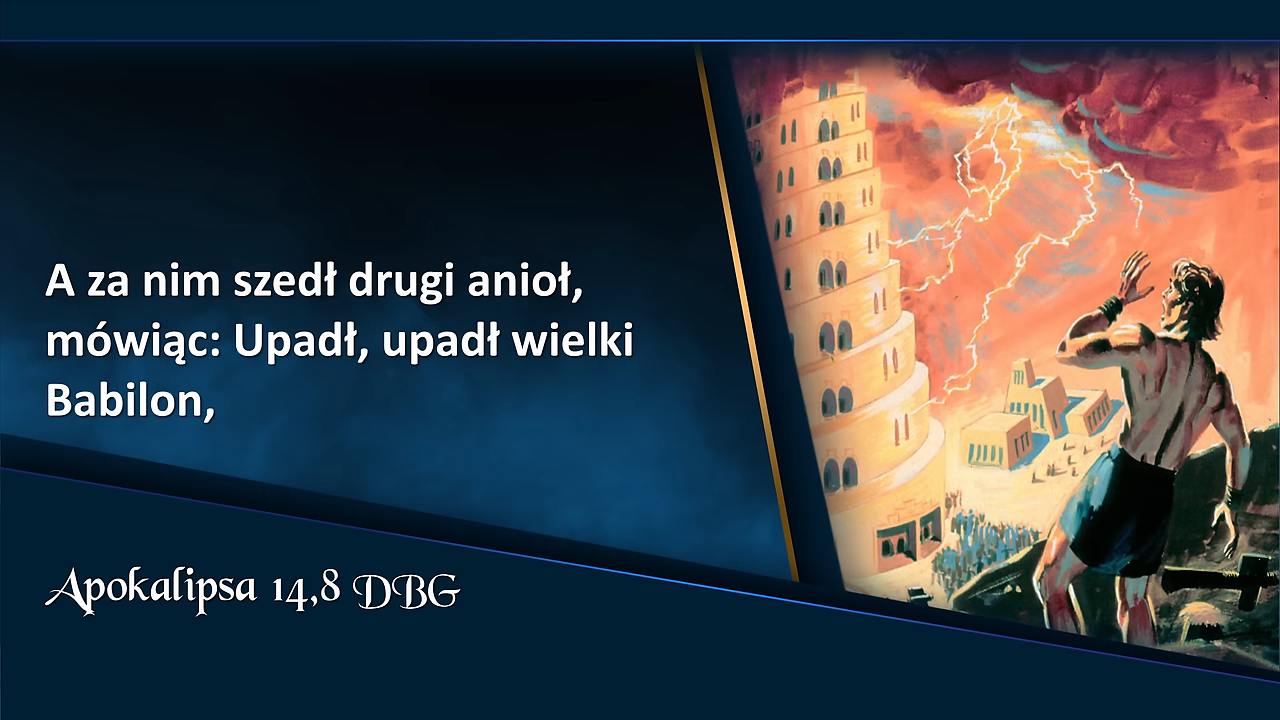 A za nim szedł drugi anioł,
mówiąc: Upadł, upadł wielki
Babilon,
Apokalipsa 14,8 DBG